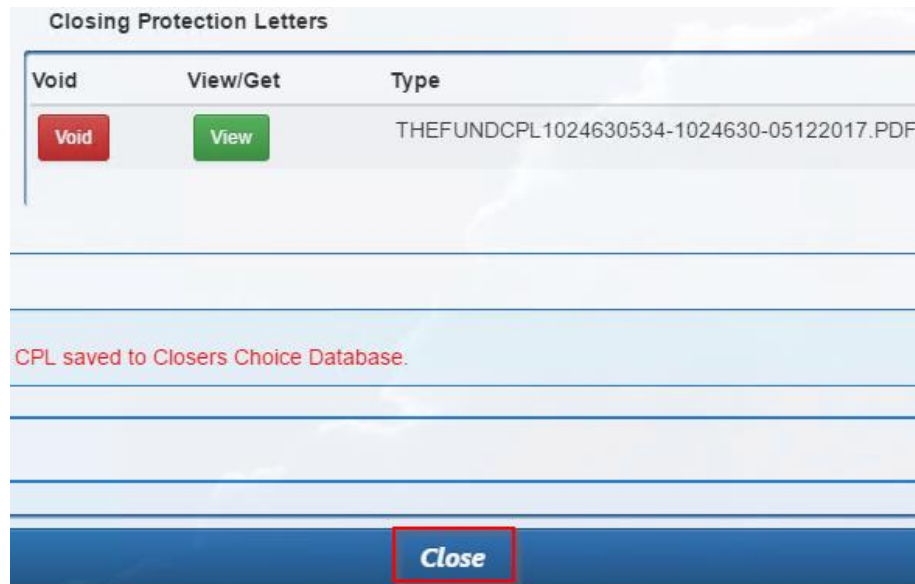 Closing Protection Letters
Void View/Get Type
Void View THEFUNDCPL1024630534-1024630-05122017.PDF
CPL saved to Closers Choice Database.
Close